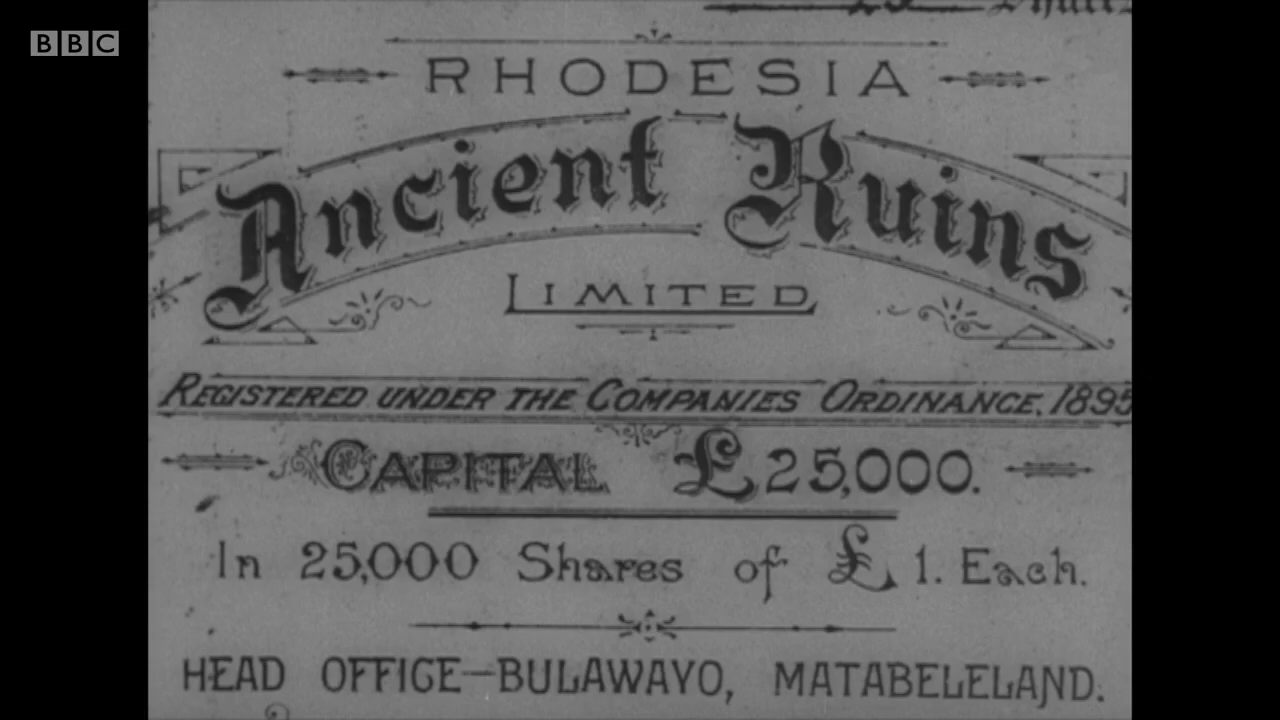 BBC
RHODESIA
Ancient Ruins
LIMITED
REGISTERED UNDER THE COMPANIES ORDINANCE, 1895
CAPITAL £25,000.
In 25,000 Shares of £1. Each.
HEAD OFFICE—BULAWAYO, MATABELELAND.